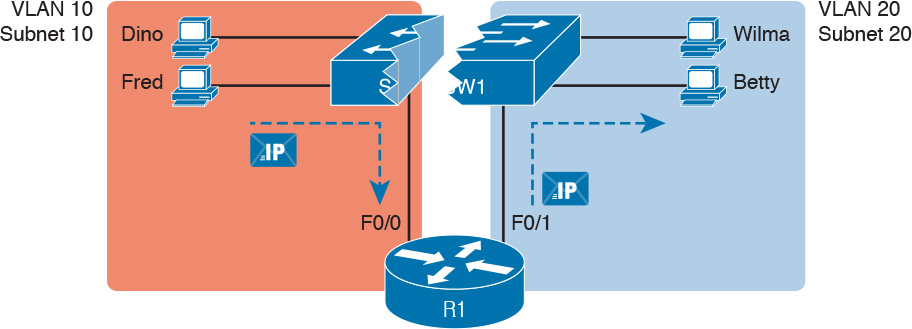 VLAN 10
Subnet 10
Dino
Fred
S
W1
VLAN 20
Subnet 20
Wilma
Betty
IP
IP
F0/0
F0/1
R1